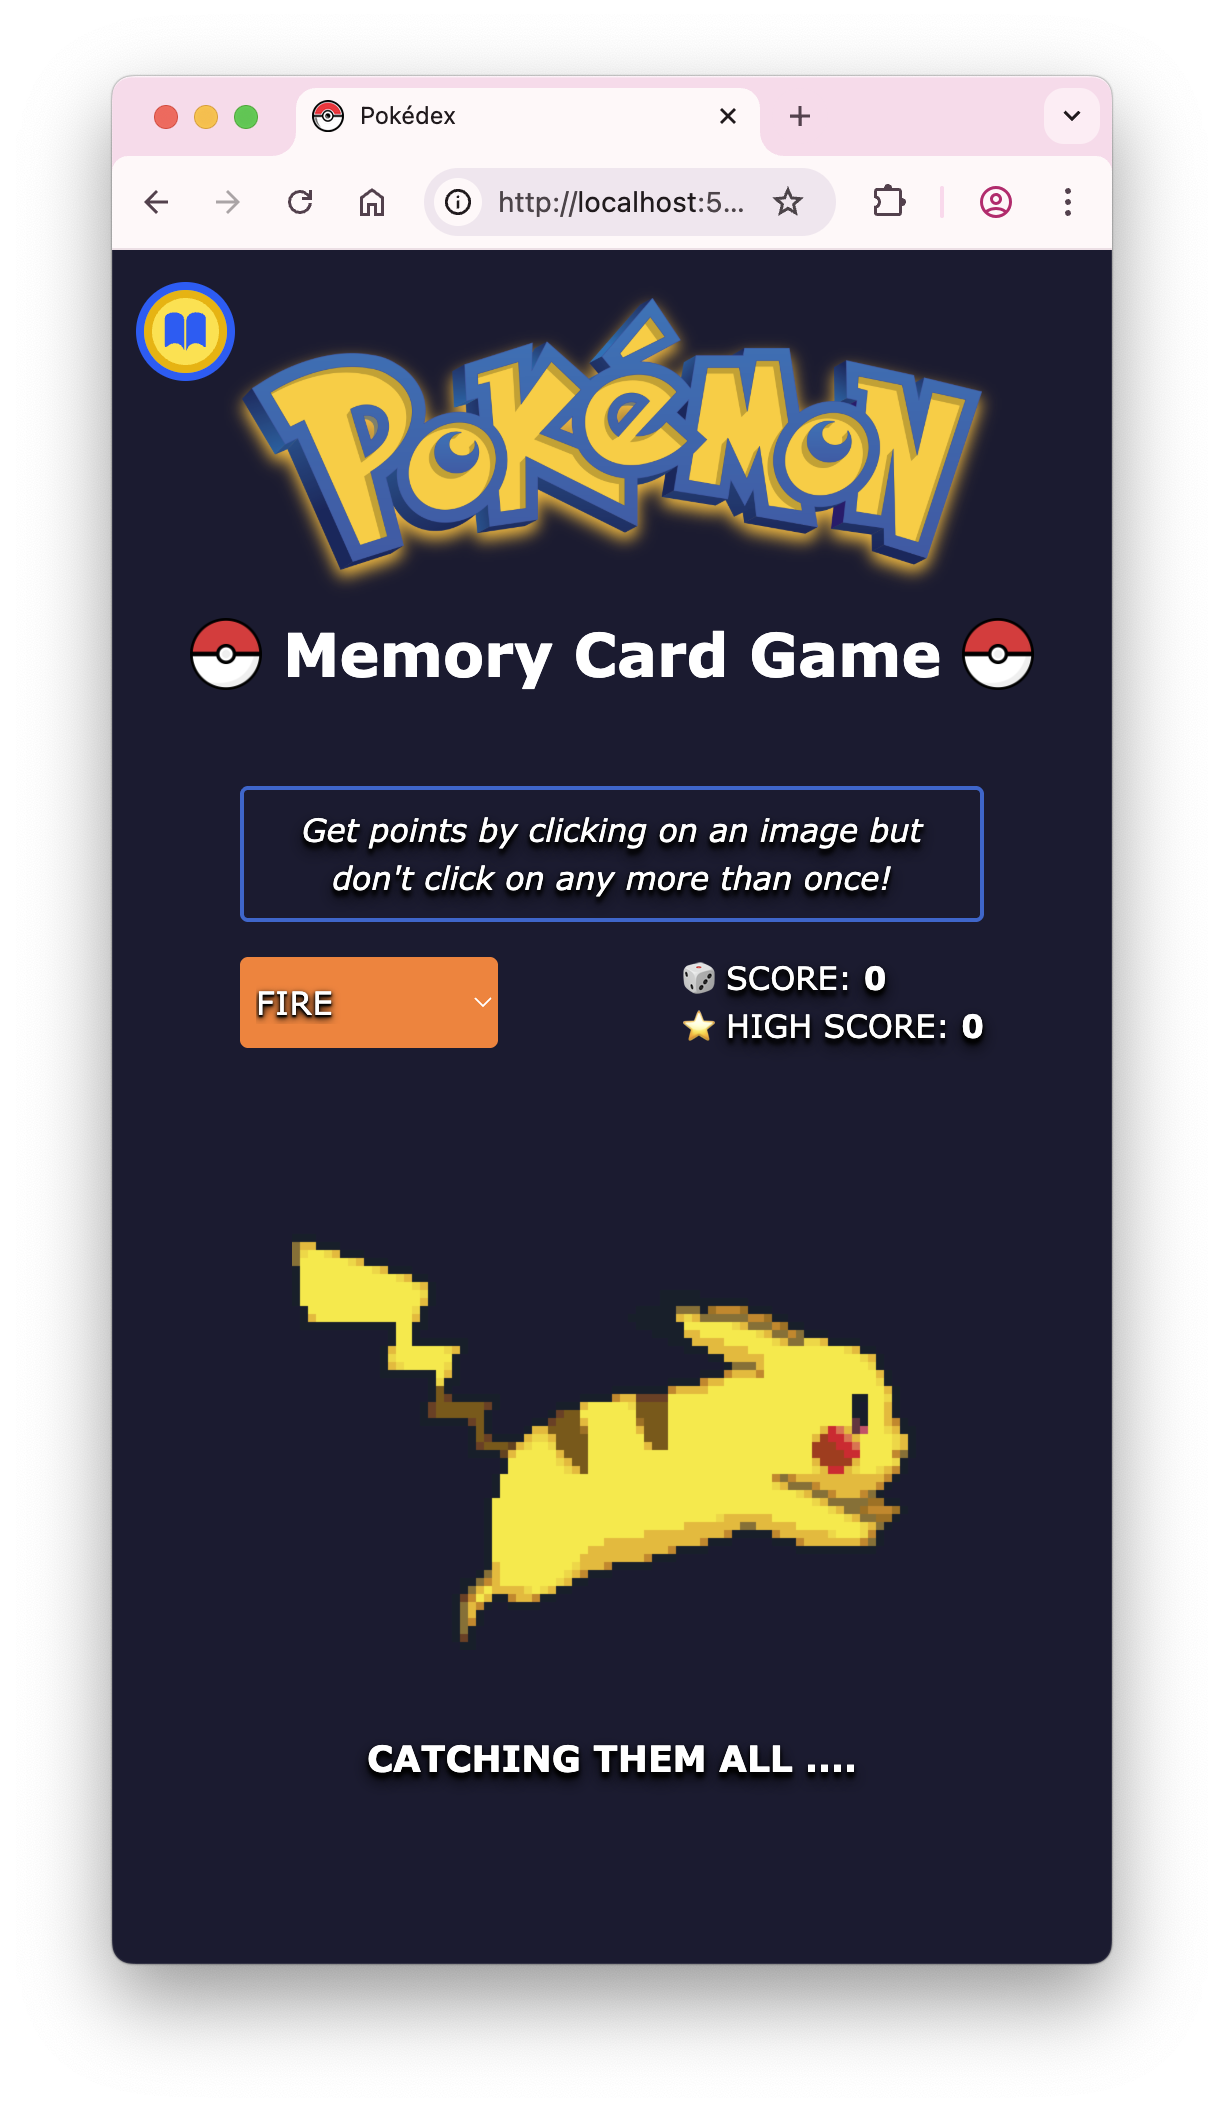 Pokédex
http://localhost:5...
POKéMON
Memory Card Game
Get points by clicking on an image but
don't click on any more than once!
FIRE
SCORE: 0
HIGH SCORE: 0
CATCHING THEM ALL ....